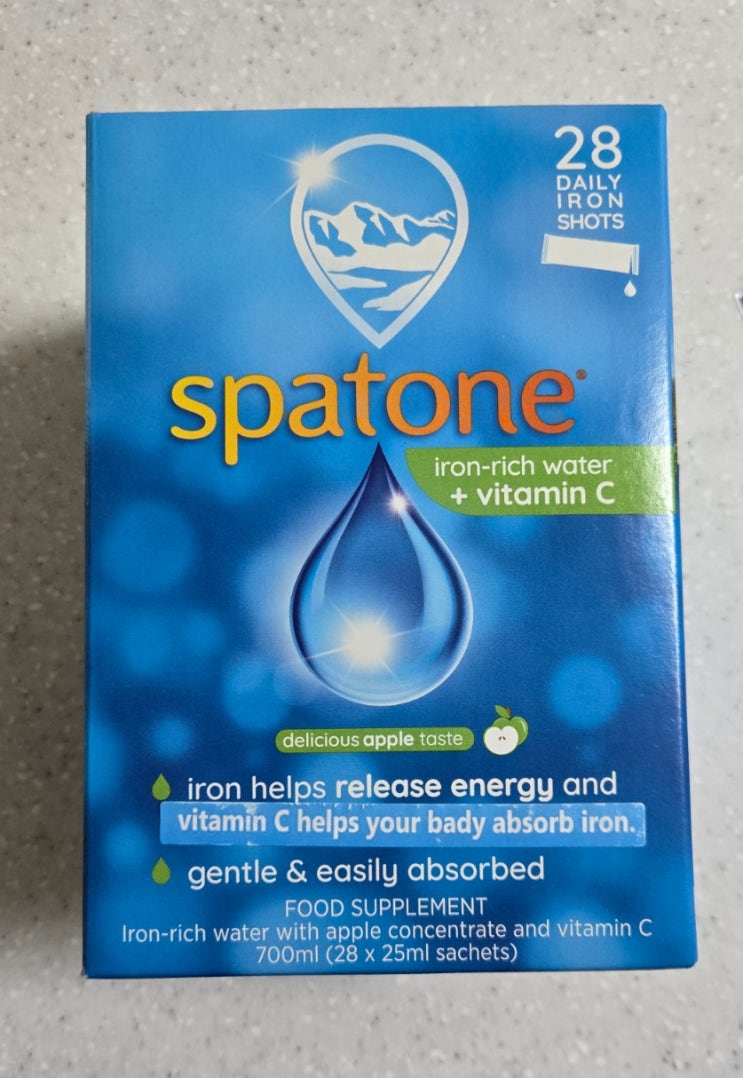 28
DAILY
IRON
SHOTS
spatone®
iron-rich water
+ vitamin C
delicious apple taste
iron helps release energy and
vitamin C helps your bady absorb iron.
gentle & easily absorbed
FOOD SUPPLEMENT
Iron-rich water with apple concentrate and vitamin C
700ml (28 x 25ml sachets)